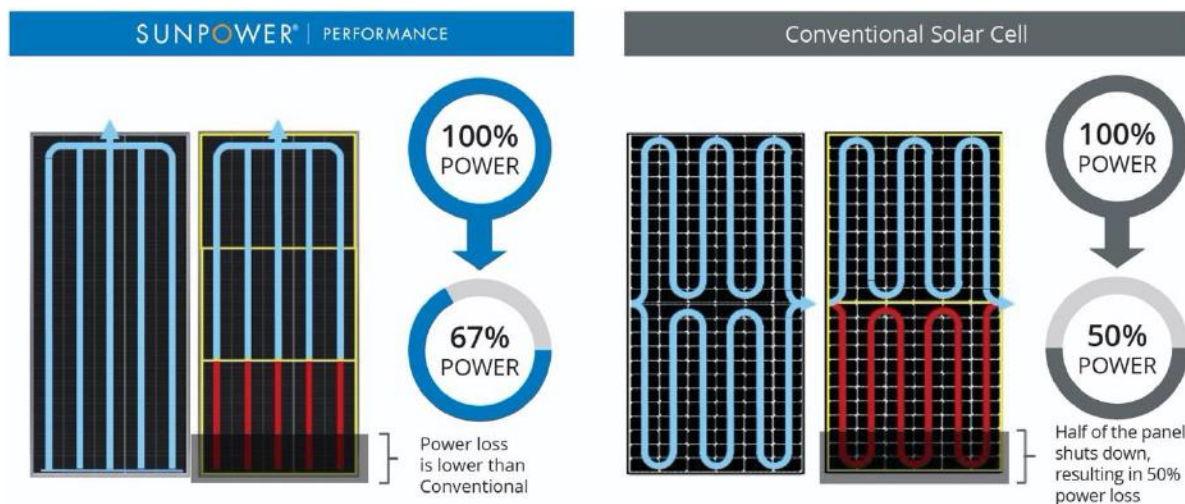 SUNPOWER® | PERFORMANCE
100%
POWER
67%
POWER
Power loss
is lower than
Conventional
Conventional Solar Cell
100%
POWER
50%
POWER
Half of the panel
shuts down,
resulting in 50%
power loss